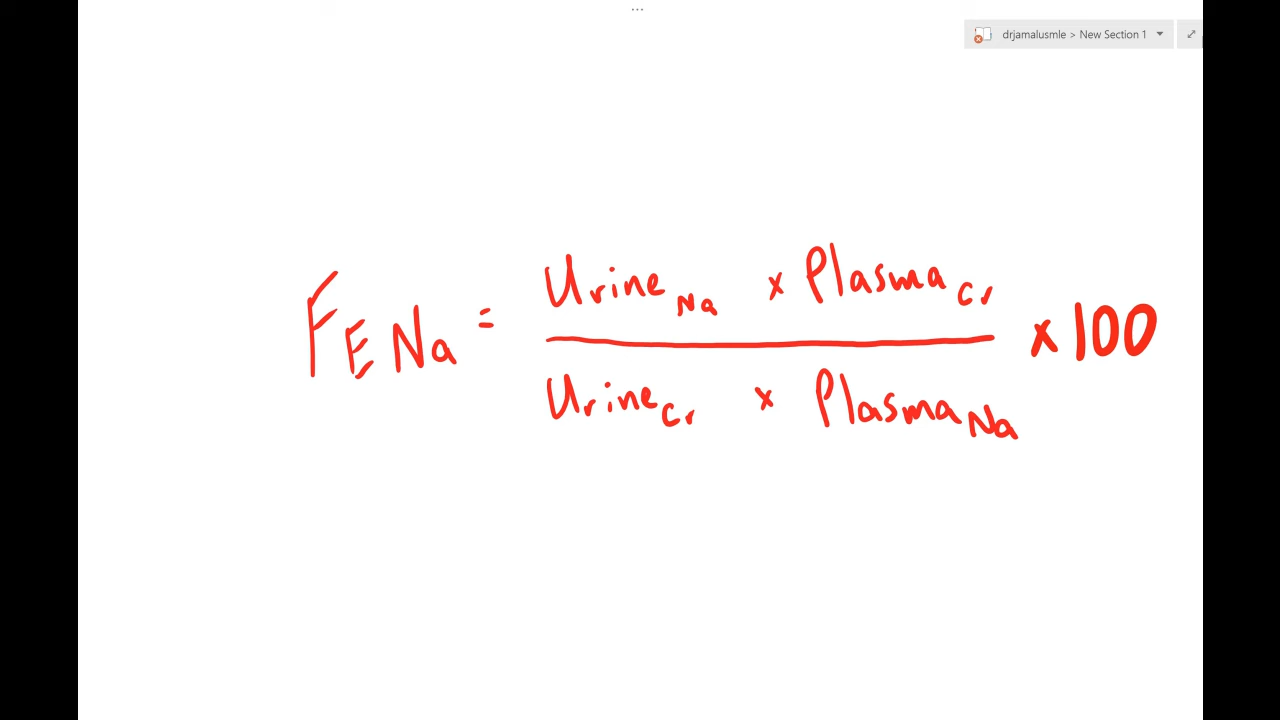 ...
drjamalusmle > New Section 1
Urine Na x Plasma Cr
FENa = x 100
Urine Cr x Plasma Na